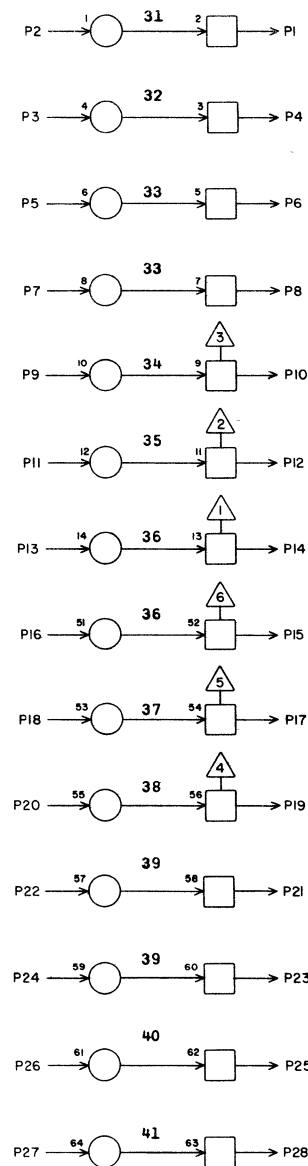 31
P2 1 2 P1
32
P3 4 3 P4
33
P5 6 5 P6
33
P7 8 7 P8
3
34
P9 10 9 P10
2
35
P11 12 11 P12
1
36
P13 14 13 P14
6
36
P16 51 52 P15
5
37
P18 53 54 P17
4
38
P20 55 56 P19
39
P22 57 58 P21
39
P24 59 60 P23
40
P26 61 62 P25
41
P27 64 63 P28